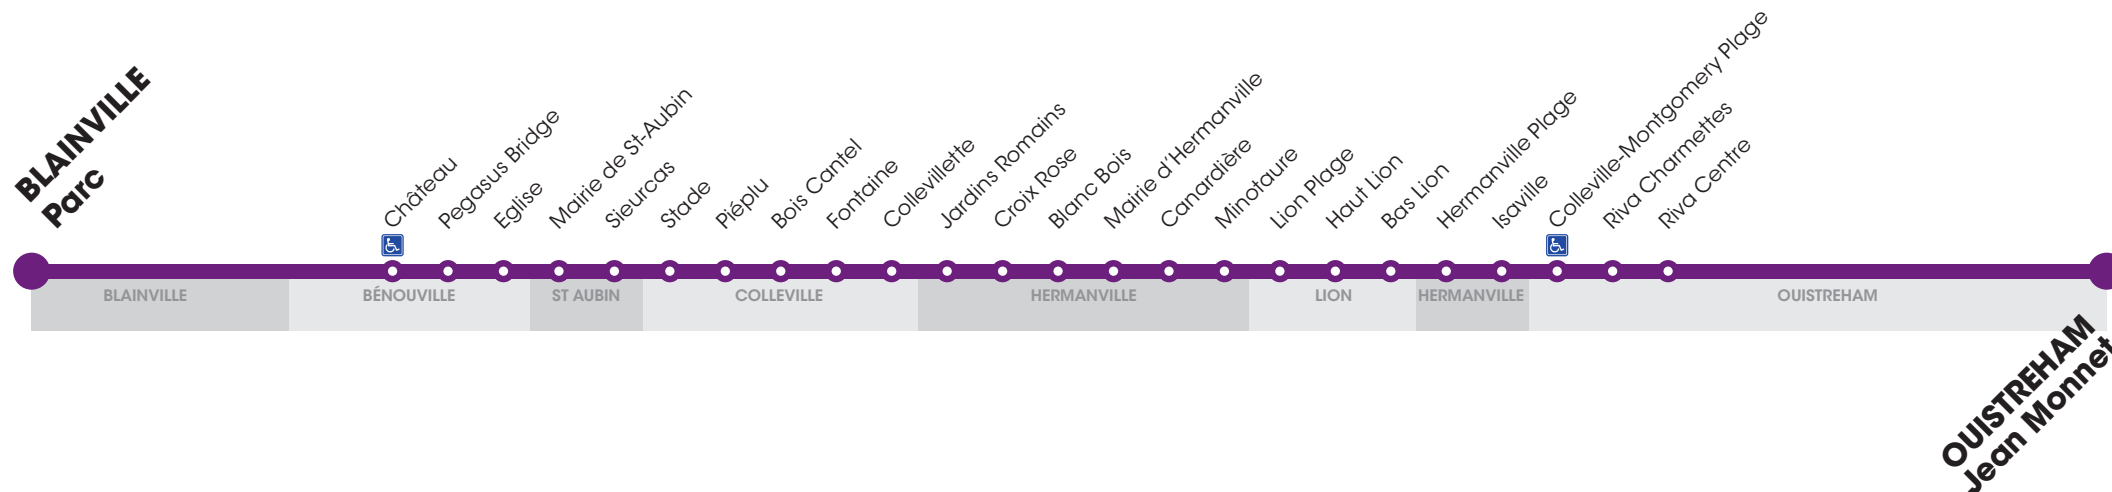 BLAINVILLE
Parc
Château
Pegasus Bridge
Eglise
Mairie de St-Aubin
Sieurcas
Stade
Piéplu
Bois Cantel
Fontaine
Collevillette
Jardins Romains
Croix Rose
Blanc Bois
Mairie d'Hermanville
Canardière
Minotaure
Lion Plage
Haut Lion
Bas Lion
Hermanville Plage
Isaville
Colleville-Montgomery Plage
Riva Charmettes
Riva Centre
BLAINVILLE
BÉNOUVILLE
ST AUBIN
COLLEVILLE
HERMANVILLE
LION
HERMANVILLE
OUISTREHAM
OUISTREHAM
Jean Monnet